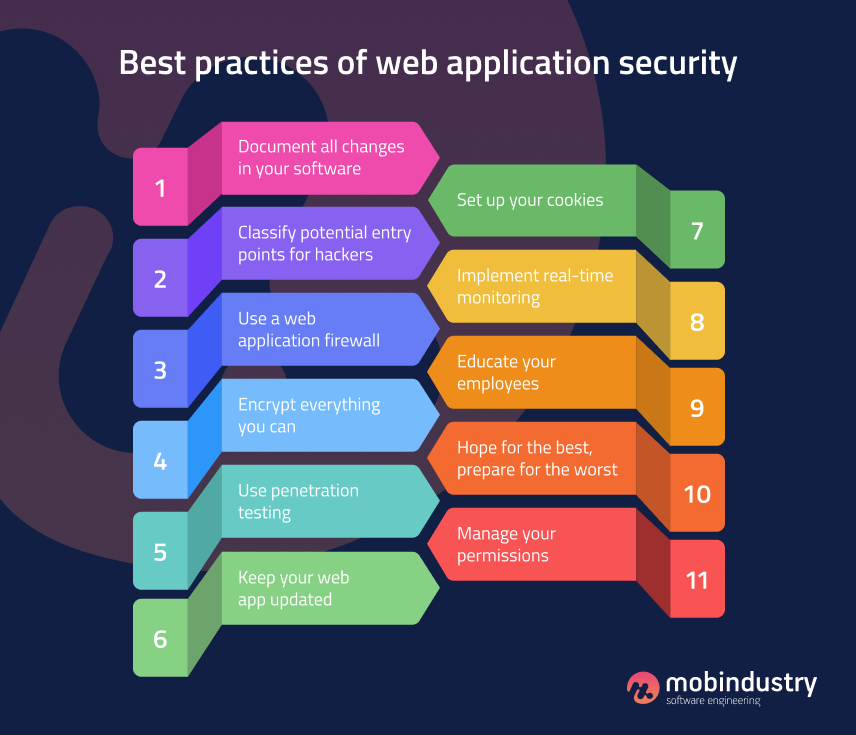 Best practices of web application security
1
Document all changes
in your software
2
Classify potential entry
points for hackers
3
Use a web
application firewall
4
Encrypt everything
you can
5
Use penetration
testing
6
Keep your web
app updated
Set up your cookies
7
Implement real-time
monitoring
8
Educate your
employees
9
Hope for the best,
prepare for the worst
10
Manage your
permissions
11
mobindustry
software engineering